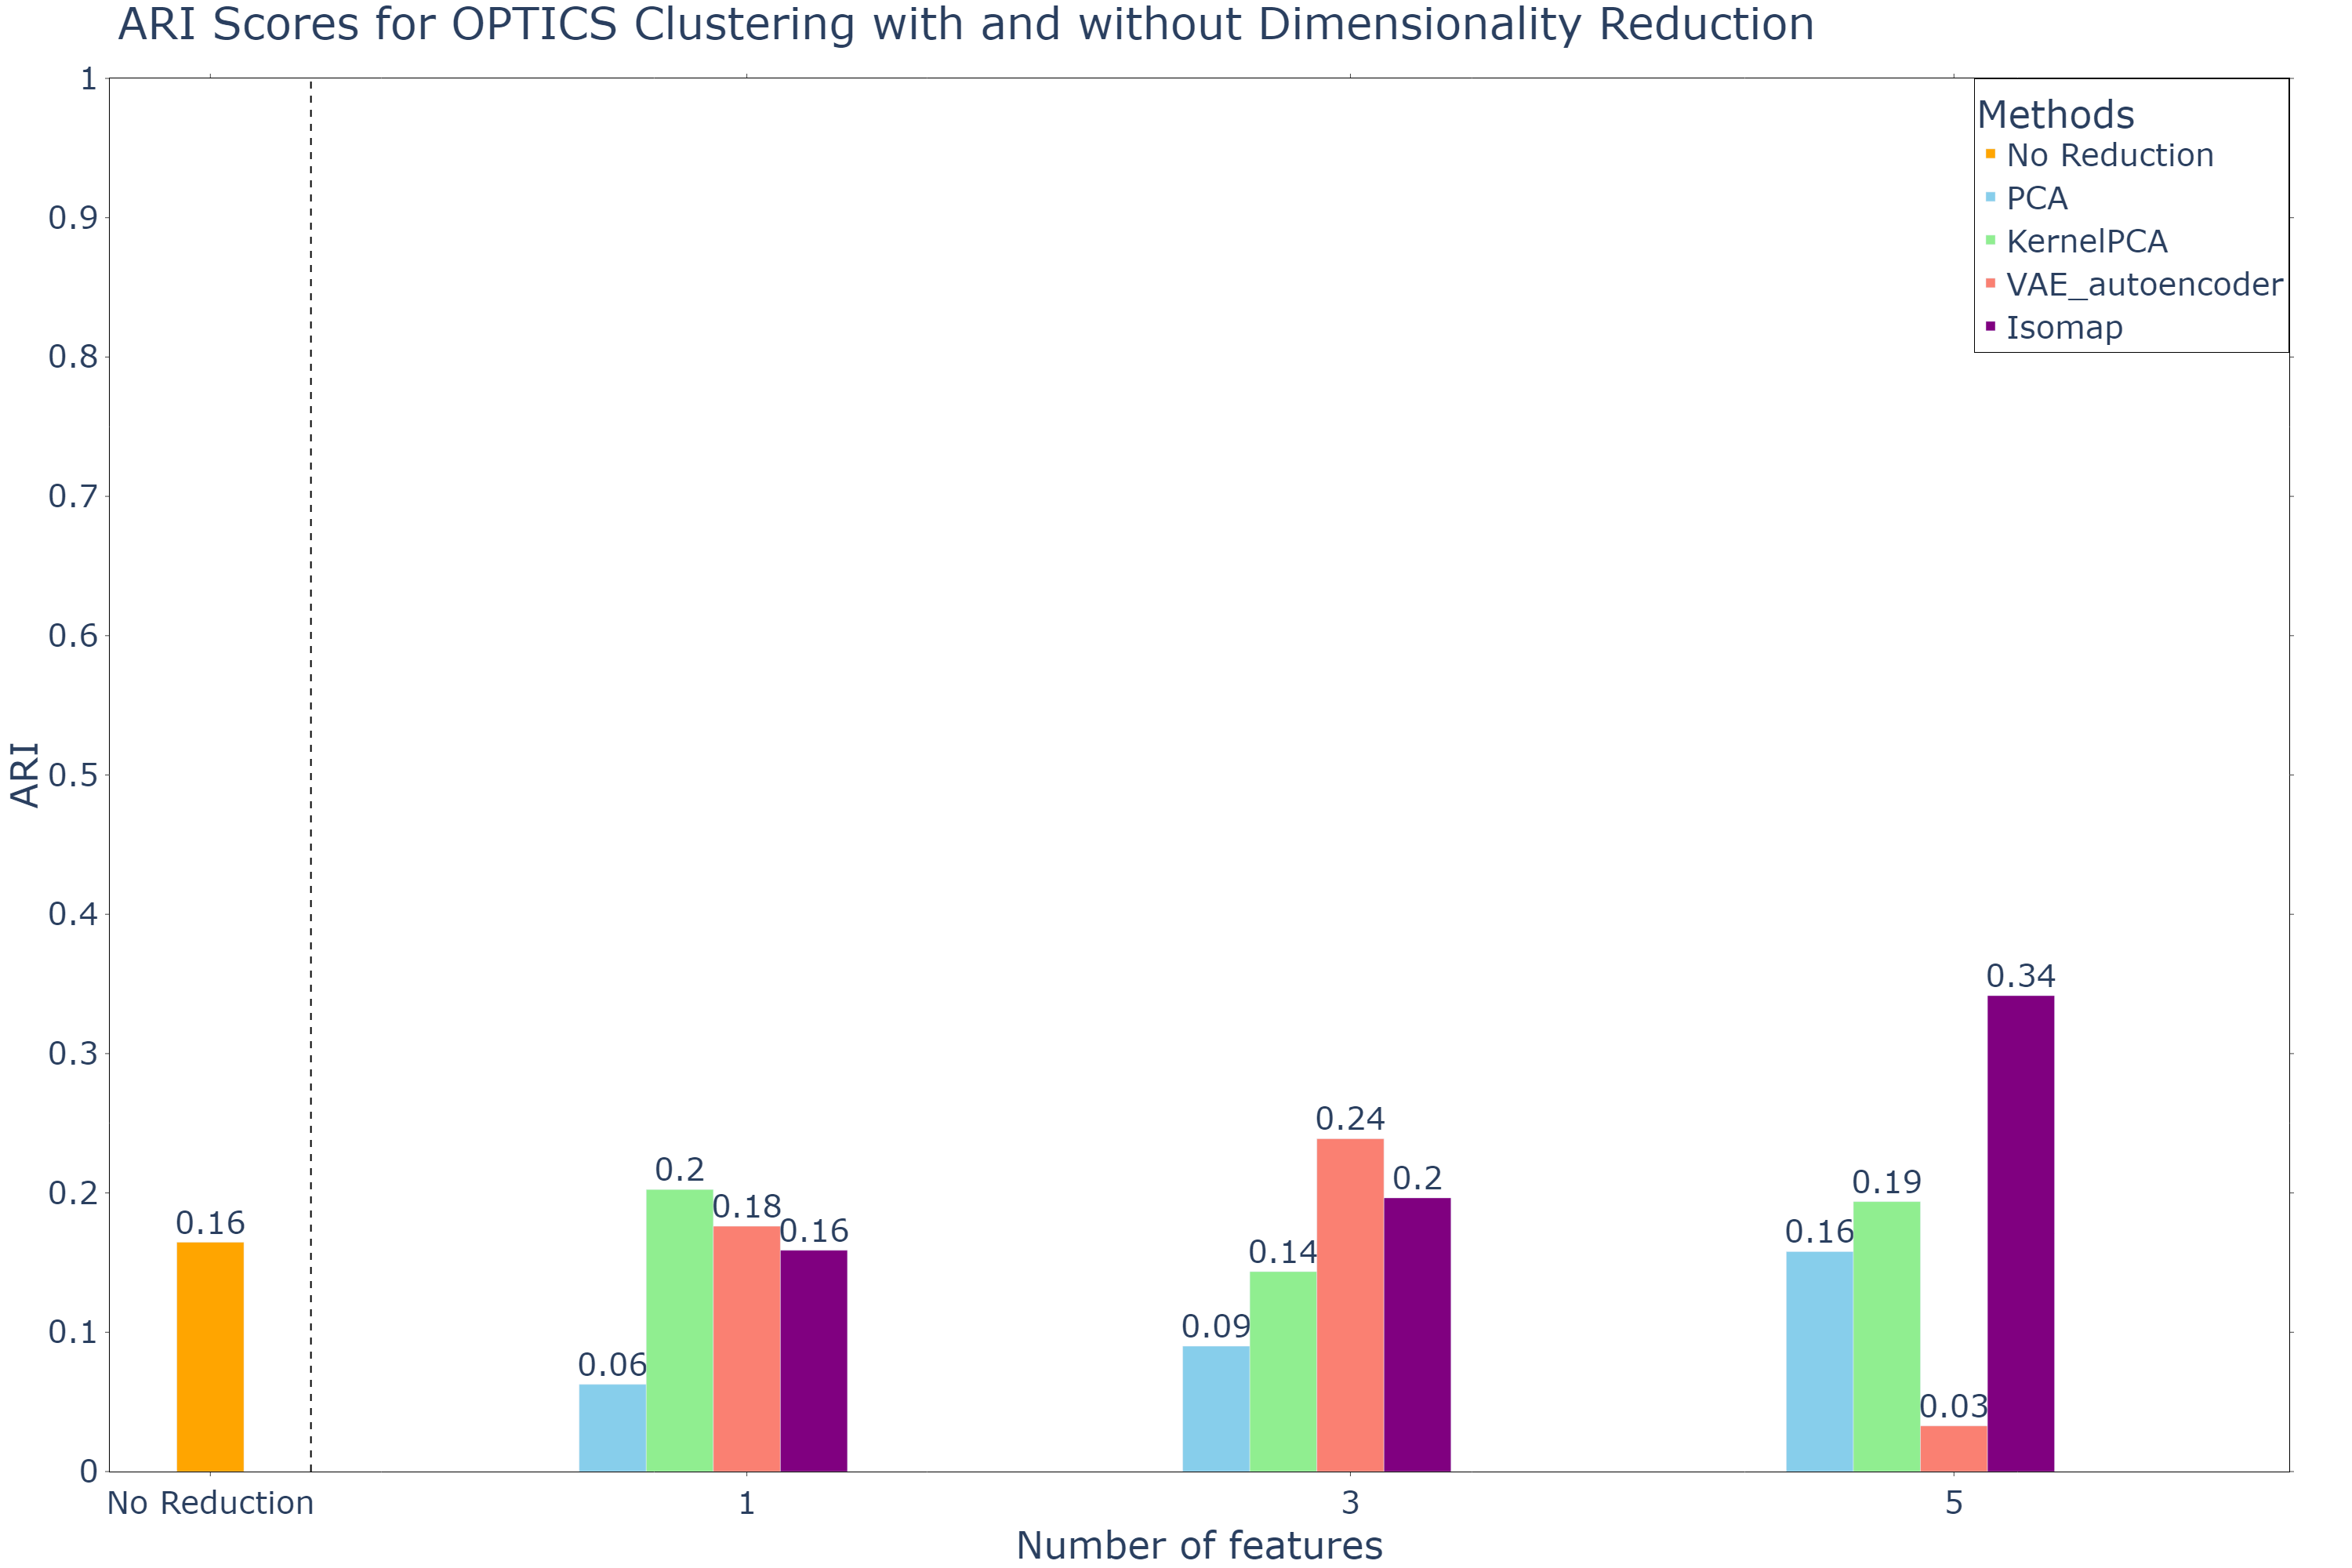 ARI Scores for OPTICS Clustering with and without Dimensionality Reduction
Methods
No Reduction
PCA
KernelPCA
VAE_autoencoder
Isomap
ARI
1
0.9
0.8
0.7
0.6
0.5
0.4
0.3
0.2
0.1
0
0.16
0.06
0.2
0.18
0.16
0.09
0.14
0.24
0.2
0.16
0.19
0.03
0.34
No Reduction
1
3
5
Number of features